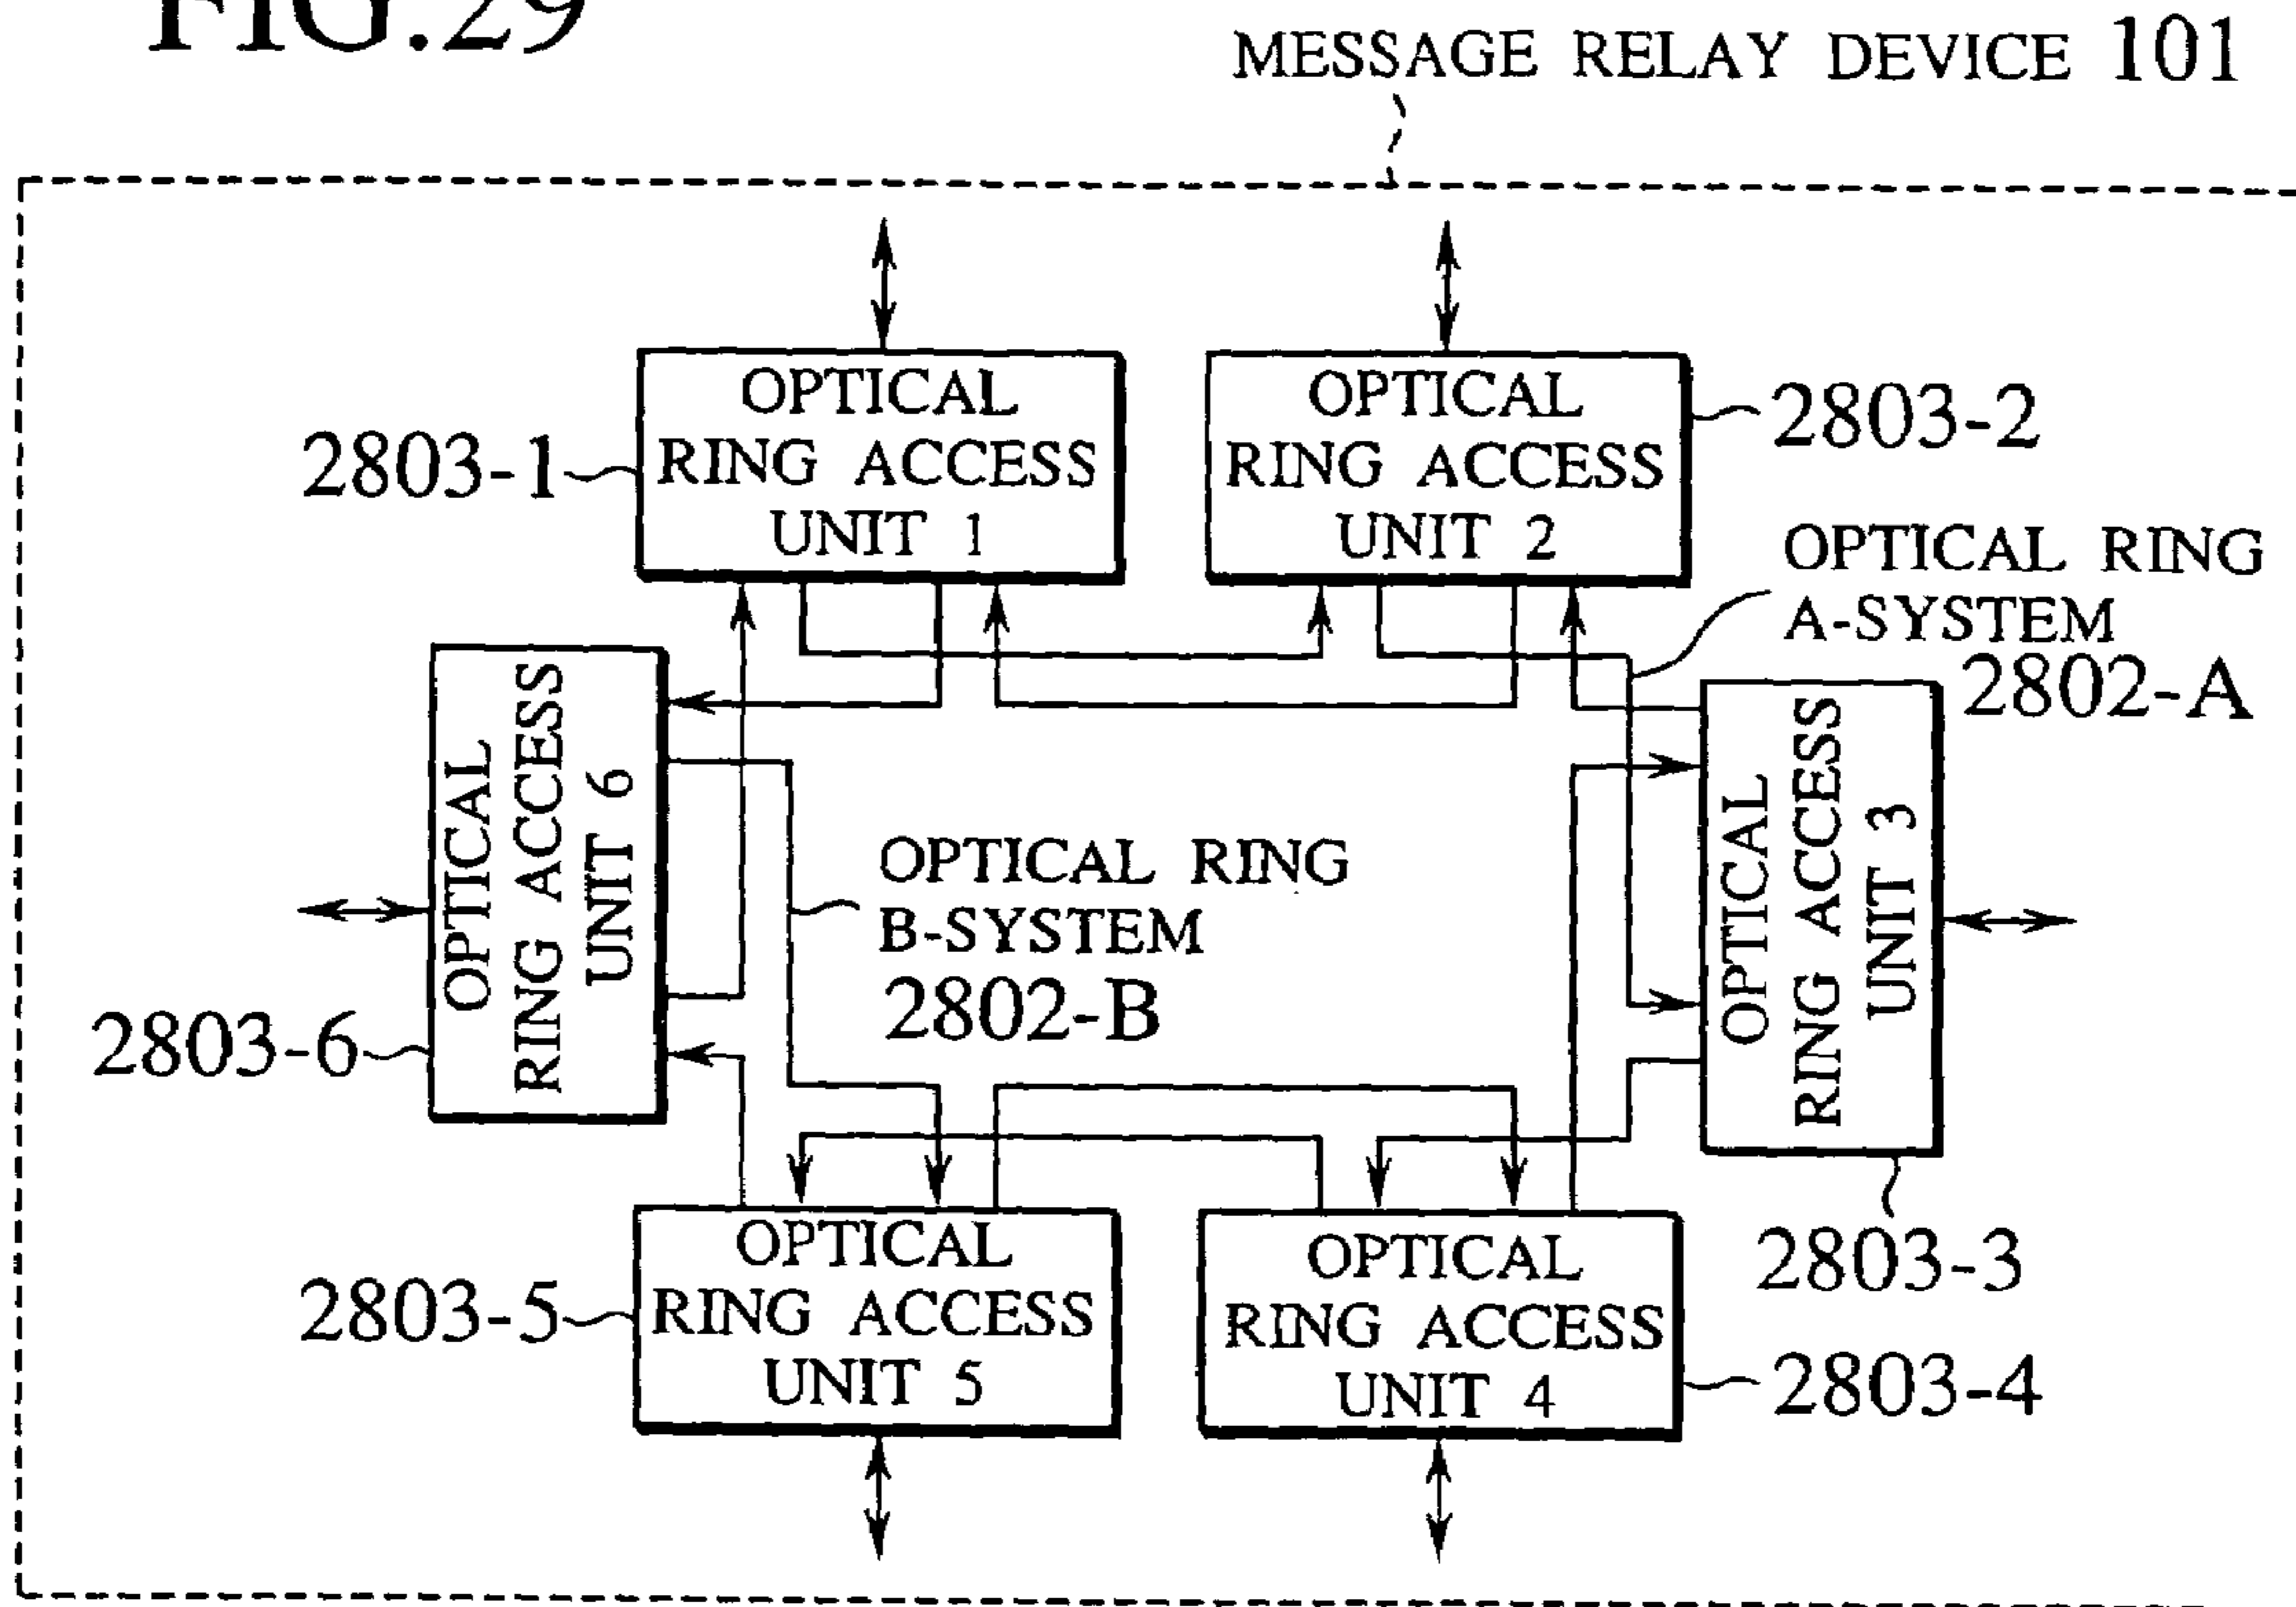 FIG.29
MESSAGE RELAY DEVICE 101
OPTICAL
RING ACCESS
UNIT 1
2803-1
OPTICAL
RING ACCESS
UNIT 2
2803-2
OPTICAL RING
A-SYSTEM
2802-A
OPTICAL
RING ACCESS
UNIT 6
2803-6
OPTICAL RING
B-SYSTEM
2802-B
OPTICAL
RING ACCESS
UNIT 3
2803-3
OPTICAL
RING ACCESS
UNIT 5
2803-5
OPTICAL
RING ACCESS
UNIT 4
2803-4